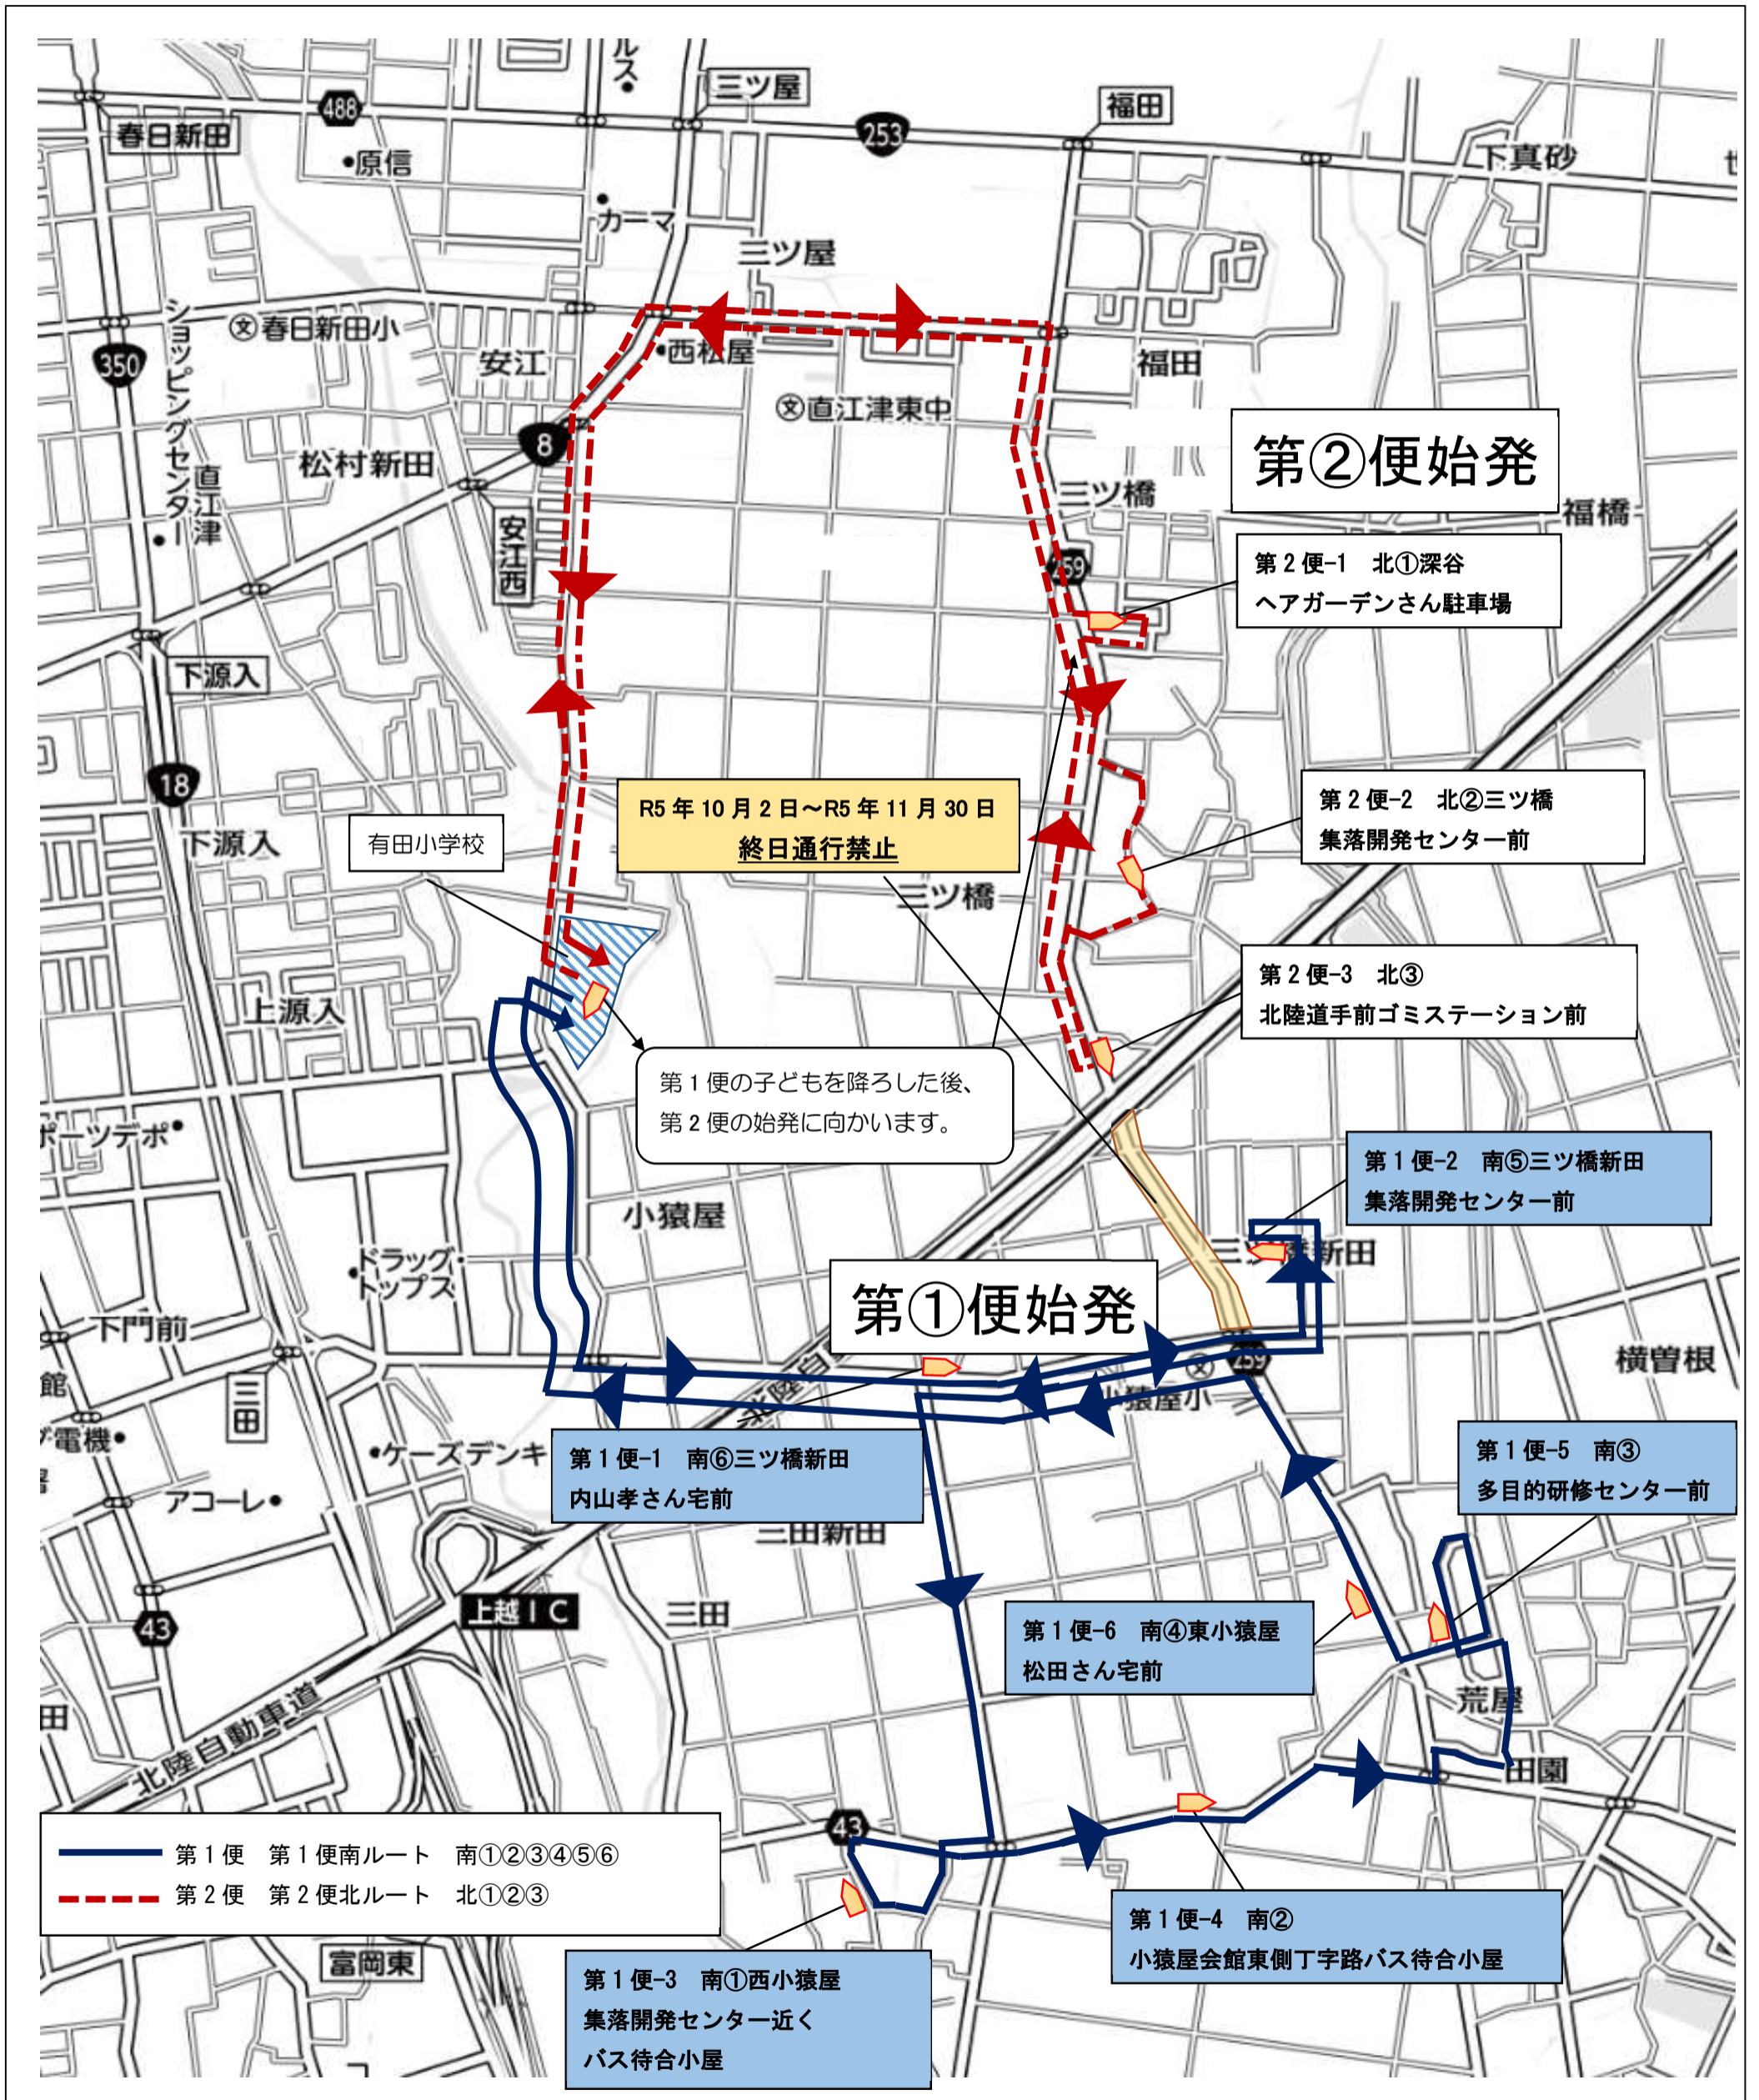 ルス
三ツ屋
福田
春日新田
488
253
原信
下真砂
カーマ
三ツ屋
春日新田小
文
350
ショッピングセンター
直江津
安江
西松屋
福田
文
直江津東中
8
松村新田
第②便始発
三ツ橋
福橋
安江西
第2便-1 北①深谷
ヘアガーデンさん駐車場
下源入
18
R5年10月2日~R5年11月30日
終日通行禁止
第2便-2 北②三ツ橋
集落開発センター前
下源入
有田小学校
三ツ橋
第2便-3 北③
北陸道手前ゴミステーション前
上源入
第1便の子どもを降ろした後、
第2便の始発に向かいます。
ポーツデポ
第1便-2 南⑤三ツ橋新田
集落開発センター前
小猿屋
三ツ橋新田
ドラッグ・
トップス
第①便始発
下門前
文
259
横曽根
三田
館
小猿屋小
電機
ケーズデンキ
第1便-1 南⑥三ツ橋新田
内山孝さん宅前
第1便-5 南③
多目的研修センター前
アコーレ
三田新田
上越IC
三田
43
第1便-6 南④東小猿屋
松田さん宅前
荒屋
田
北陸自動車道
田園
43
第1便 第1便南ルート 南①②③④⑤⑥
第2便 第2便北ルート 北①②③
第1便-4 南②
小猿屋会館東側丁字路バス待合小屋
富岡東
第1便-3 南①西小猿屋
集落開発センター近く
バス待合小屋